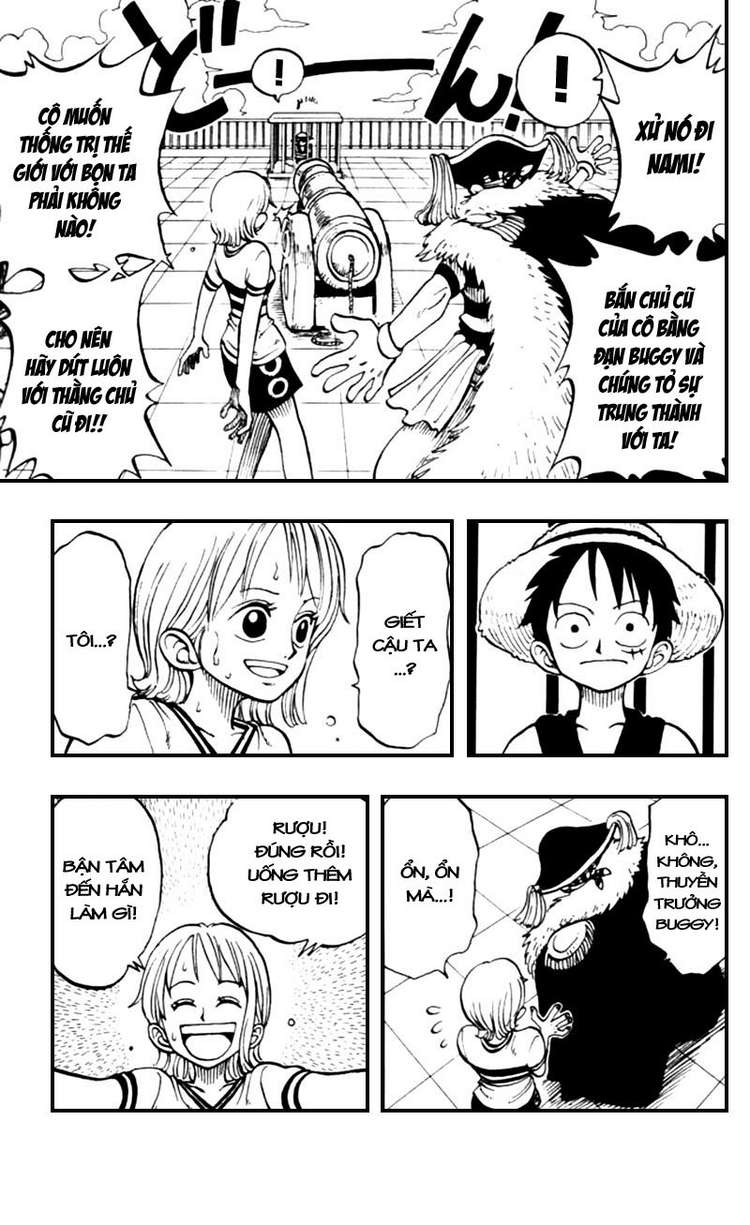 ど
ーん!!
!
!
XỬ NÓ ĐI
NAMI!
BẮN CHỦ CŨ
CỦA CÔ BẰNG
ĐẠN BUGGY VÀ
CHỨNG TỎ SỰ
TRUNG THÀNH
VỚI TA!
CÔ MUỐN
THỐNG TRỊ THẾ
GIỚI VỚI BỌN TA
PHẢI KHÔNG
NÀO!
CHO NÊN
HÃY DỨT LUÔN
VỚI THẰNG CHỦ
CŨ ĐI!!
GIẾT
CẬU TA
...?
TÔI...?
KHÔ...
KHÔNG,
THUYỀN
TRƯỞNG
BUGGY!
ỔN, ỔN
MÀ...!
RƯỢU!
ĐÚNG RỒI!
UỐNG THÊM
RƯỢU ĐI!
BẬN TÂM
ĐẾN HẮN
LÀM GÌ!